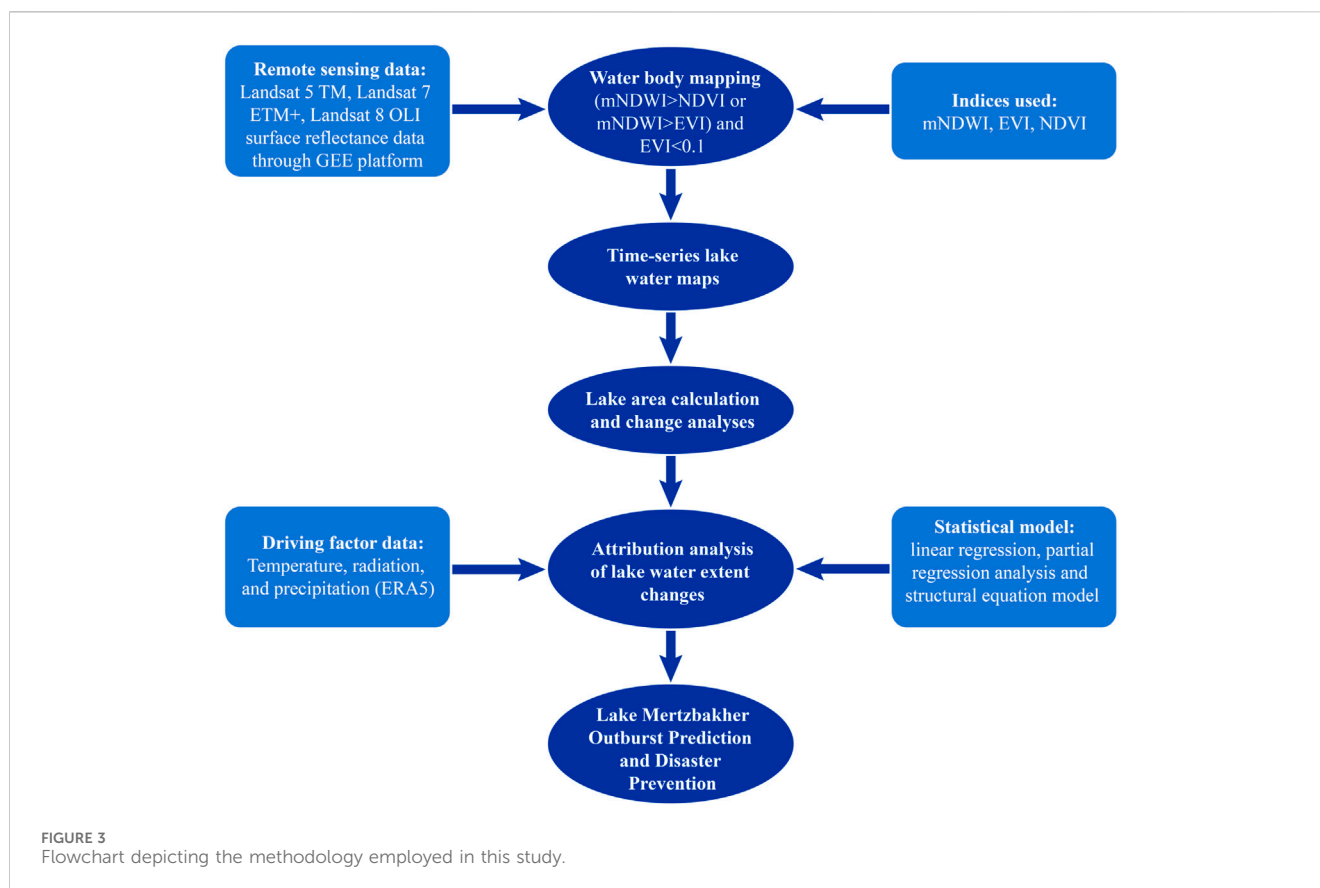 Remote sensing data:
Landsat 5 TM, Landsat 7
ETM+, Landsat 8 OLI
surface reflectance data
through GEE platform
Water body mapping
(mNDWI>NDVI or
mNDWI>EVI) and
EVI<0.1
Indices used:
mNDWI, EVI, NDVI
Time-series lake
water maps
Lake area calculation
and change analyses
Driving factor data:
Temperature, radiation,
and precipitation (ERA5)
Attribution analysis
of lake water extent
changes
Statistical model:
linear regression, partial
regression analysis and
structural equation model
Lake Mertzbakher
Outburst Prediction
and Disaster
Prevention
FIGURE 3
Flowchart depicting the methodology employed in this study.